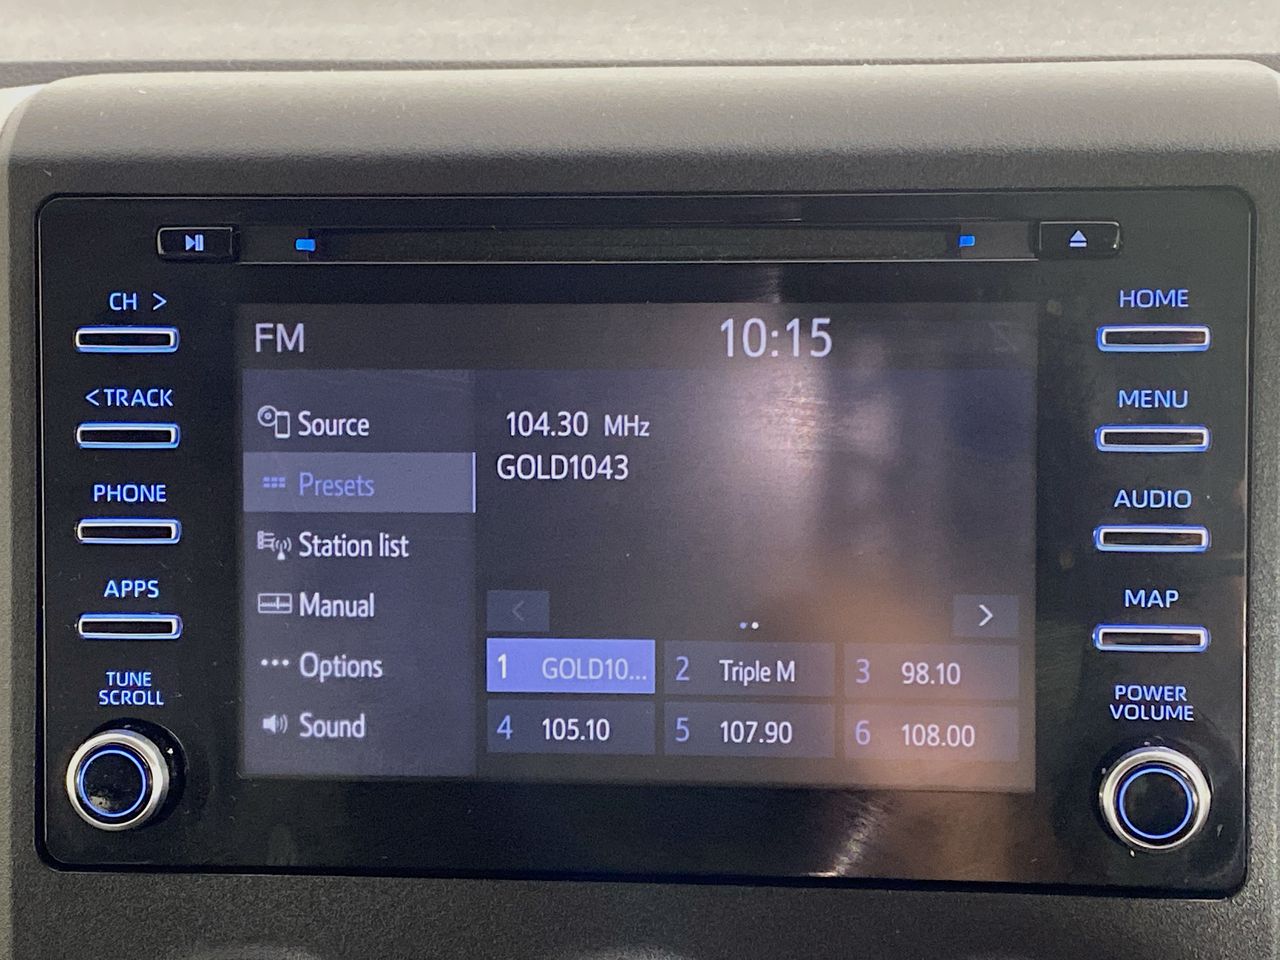 CH >
HOME
FM
10:15
<TRACK
MENU
Source
104.30 MHz
GOLD1043
PHONE
Presets
AUDIO
Station list
APPS
Manual
<
>
MAP
Options
1 GOLD10...
2 Triple M
3 98.10
TUNE
SCROLL
Sound
4 105.10
5 107.90
6 108.00
POWER
VOLUME